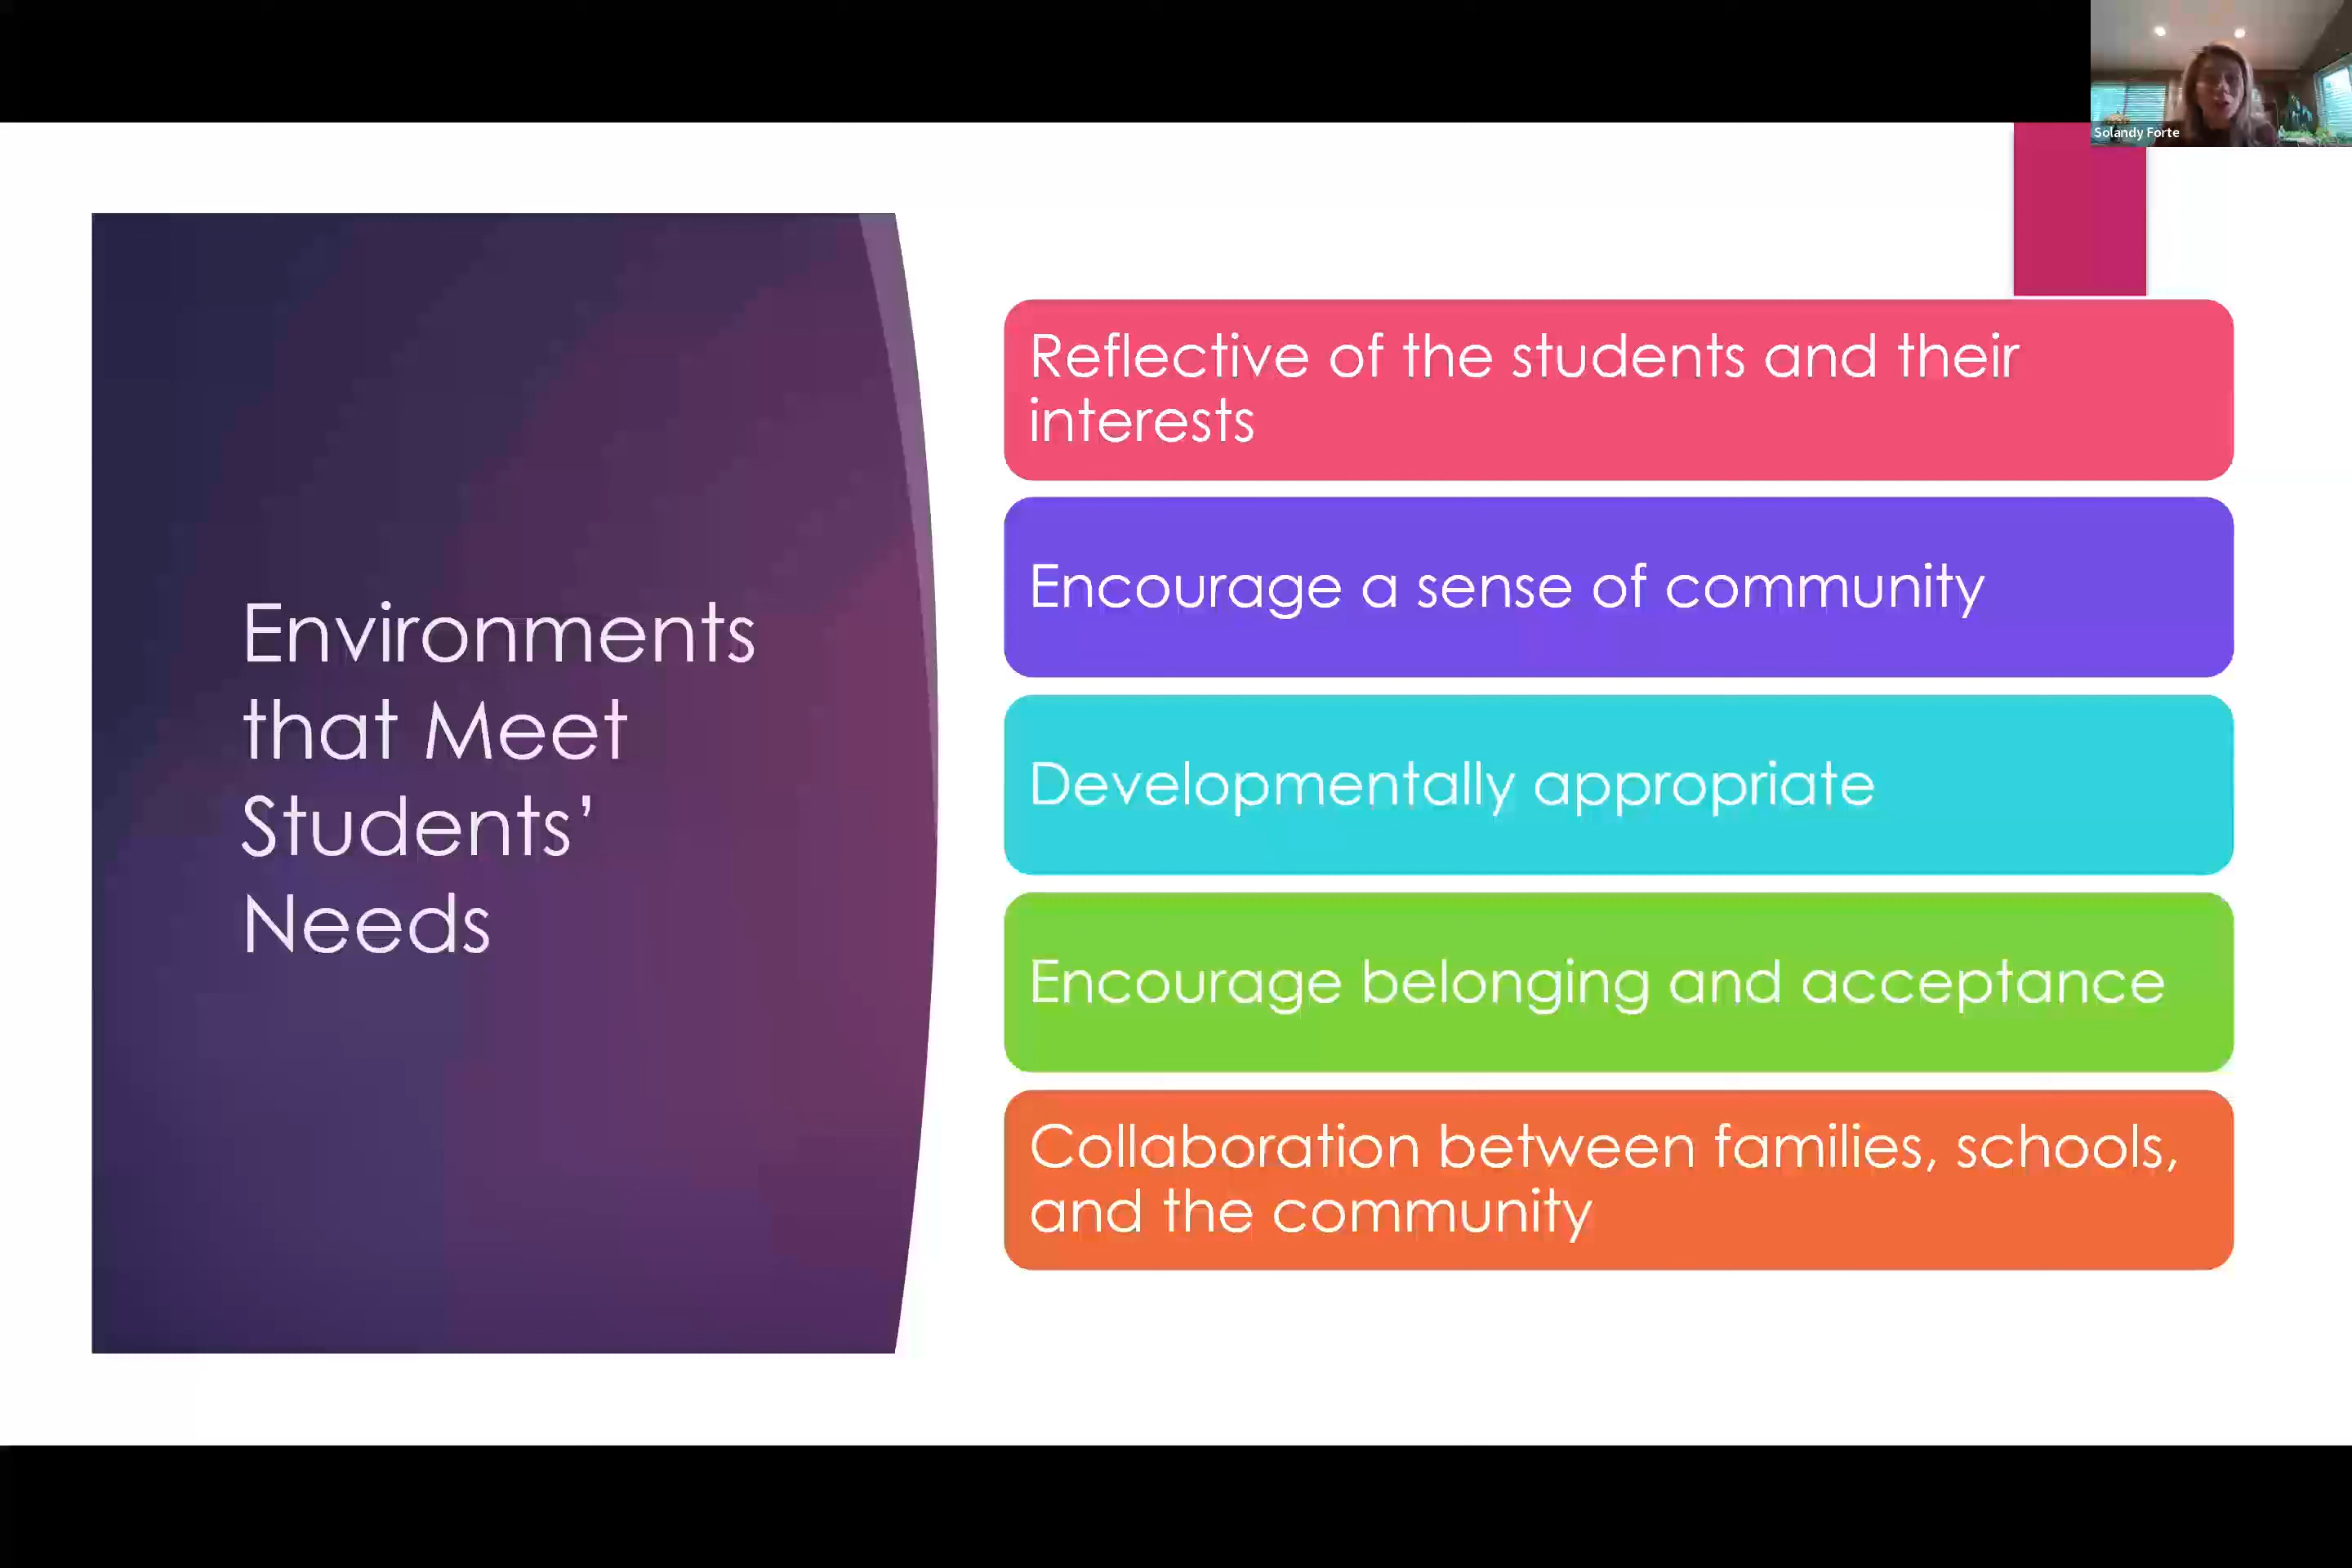 Solandy Forte
Environments
that Meet
Students’
Needs
Reflective of the students and their
interests
Encourage a sense of community
Developmentally appropriate
Encourage belonging and acceptance
Collaboration between families, schools,
and the community